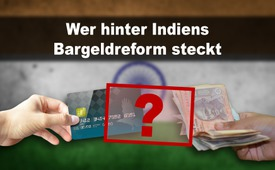 Wer hinter Indiens
Bargeldreform steckt
?